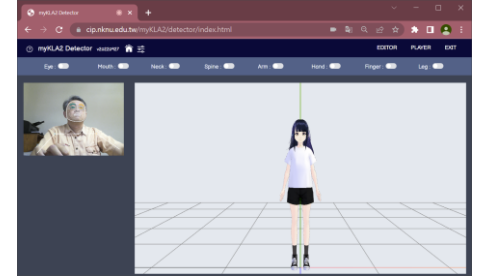 myKLA2 Detector
cip.nknu.edu.tw/myKLA2/detector/index.html
myKLA2 Detector
EDITOR PLAYER EXIT
Eye: Mouth: Neck: Spine: Arm: Hand: Finger: Leg: